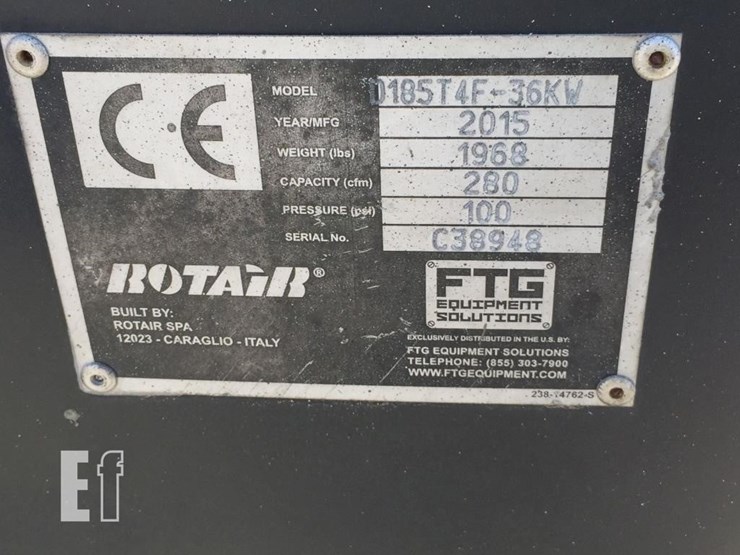 CE
MODEL D185T4F-36KW
YEAR/MFG 2015
WEIGHT (lbs) 1968
CAPACITY (cfm) 280
PRESSURE (psi) 100
SERIAL No. C38948
ROTAIR®
BUILT BY:
ROTAIR SPA
12023 - CARAGLIO - ITALY
FTG
EQUIPMENT
SOLUTIONS
EXCLUSIVELY DISTRIBUTED IN THE U.S. BY:
FTG EQUIPMENT SOLUTIONS
TELEPHONE: (855) 303-7900
WWW.FTGEQUIPMENT.COM
238-14762-S
Ef